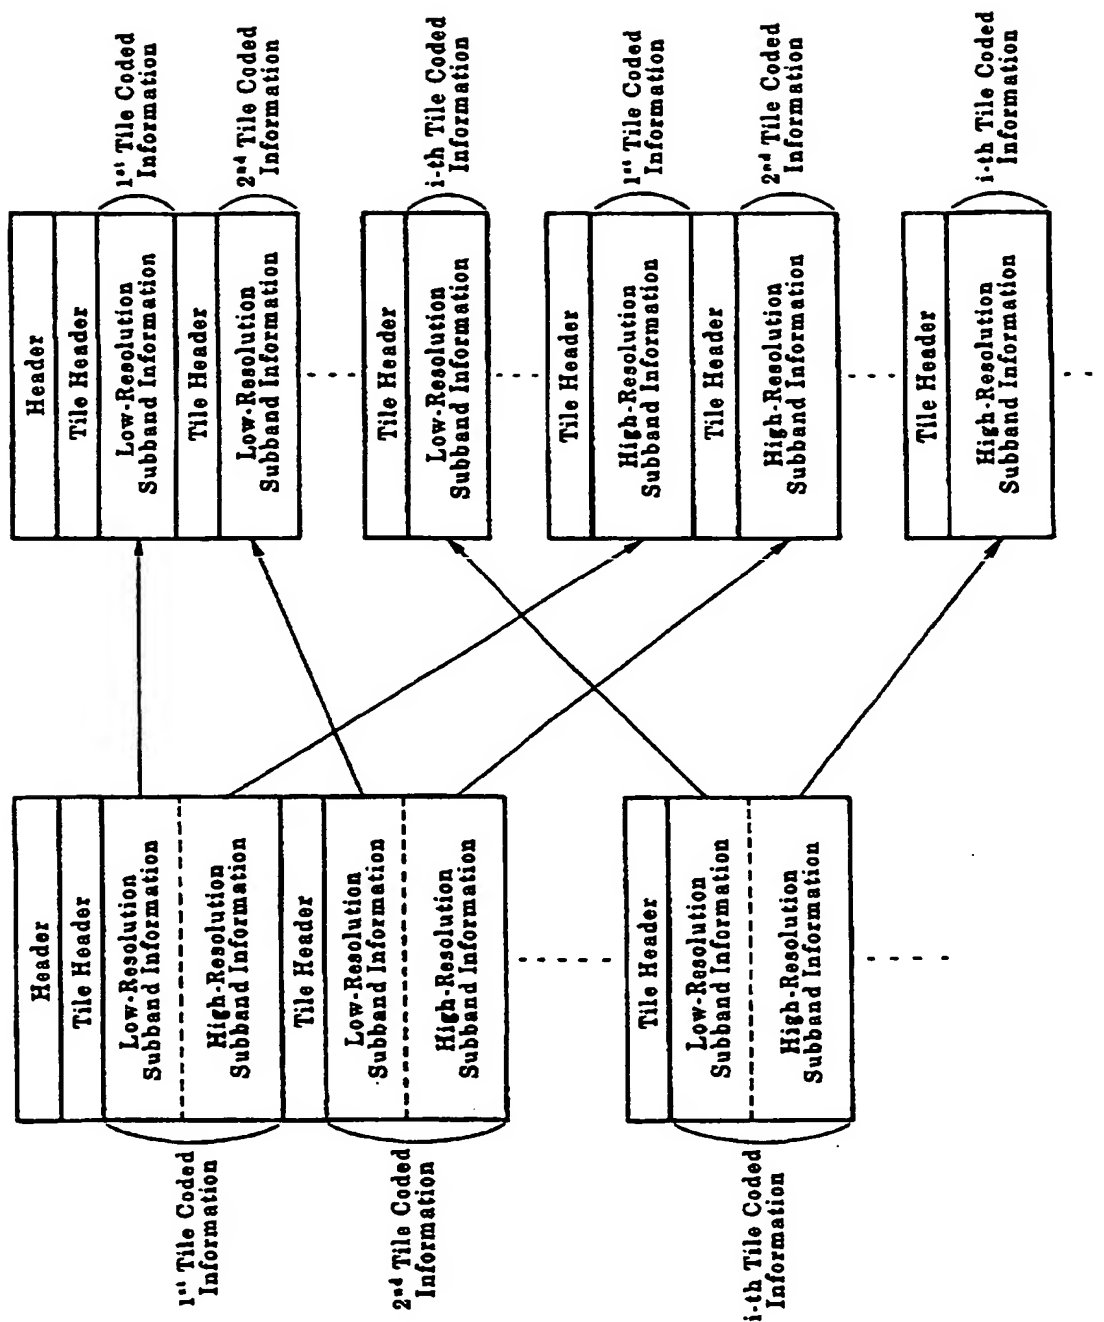 Header
Tile Header
1st Tile Coded
Information
Low-Resolution
Subband Information
High-Resolution
Subband Information
Tile Header
2nd Tile Coded
Information
Low-Resolution
Subband Information
High-Resolution
Subband Information
Tile Header
i-th Tile Coded
Information
Low-Resolution
Subband Information
High-Resolution
Subband Information
Header
Tile Header
Low-Resolution
Subband Information
1st Tile Coded
Information
Tile Header
Low-Resolution
Subband Information
2nd Tile Coded
Information
Tile Header
Low-Resolution
Subband Information
i-th Tile Coded
Information
Tile Header
High-Resolution
Subband Information
1st Tile Coded
Information
Tile Header
High-Resolution
Subband Information
2nd Tile Coded
Information
Tile Header
High-Resolution
Subband Information
i-th Tile Coded
Information